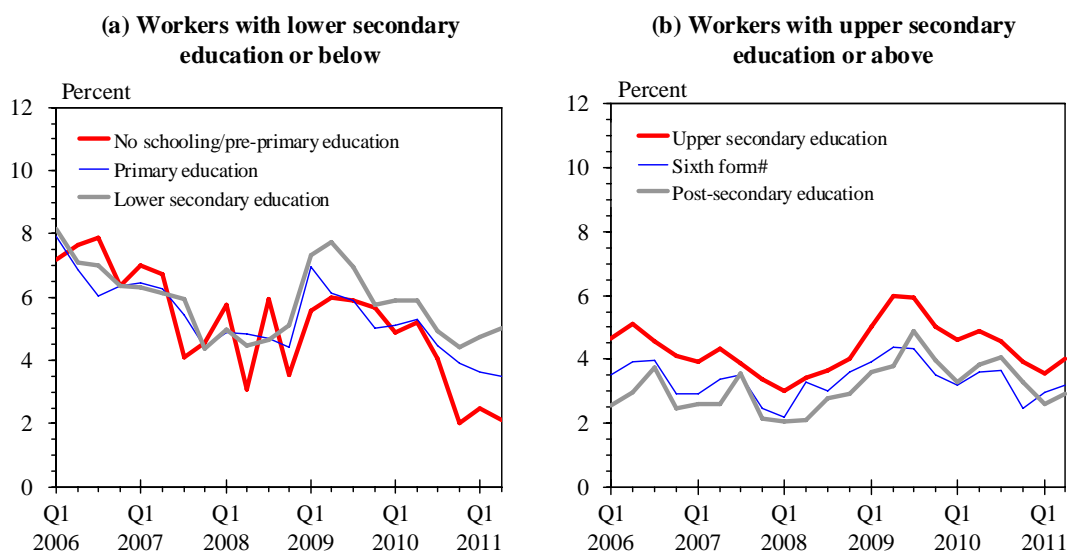 (a) Workers with lower secondary
education or below
Percent
12
10
8
6
4
2
0
No schooling/pre-primary education
Primary education
Lower secondary education
Q1 Q1 Q1 Q1 Q1 Q1
2006 2007 2008 2009 2010 2011
(b) Workers with upper secondary
education or above
Percent
12
10
8
6
4
2
0
Upper secondary education
Sixth form#
Post-secondary education
Q1 Q1 Q1 Q1 Q1 Q1
2006 2007 2008 2009 2010 2011